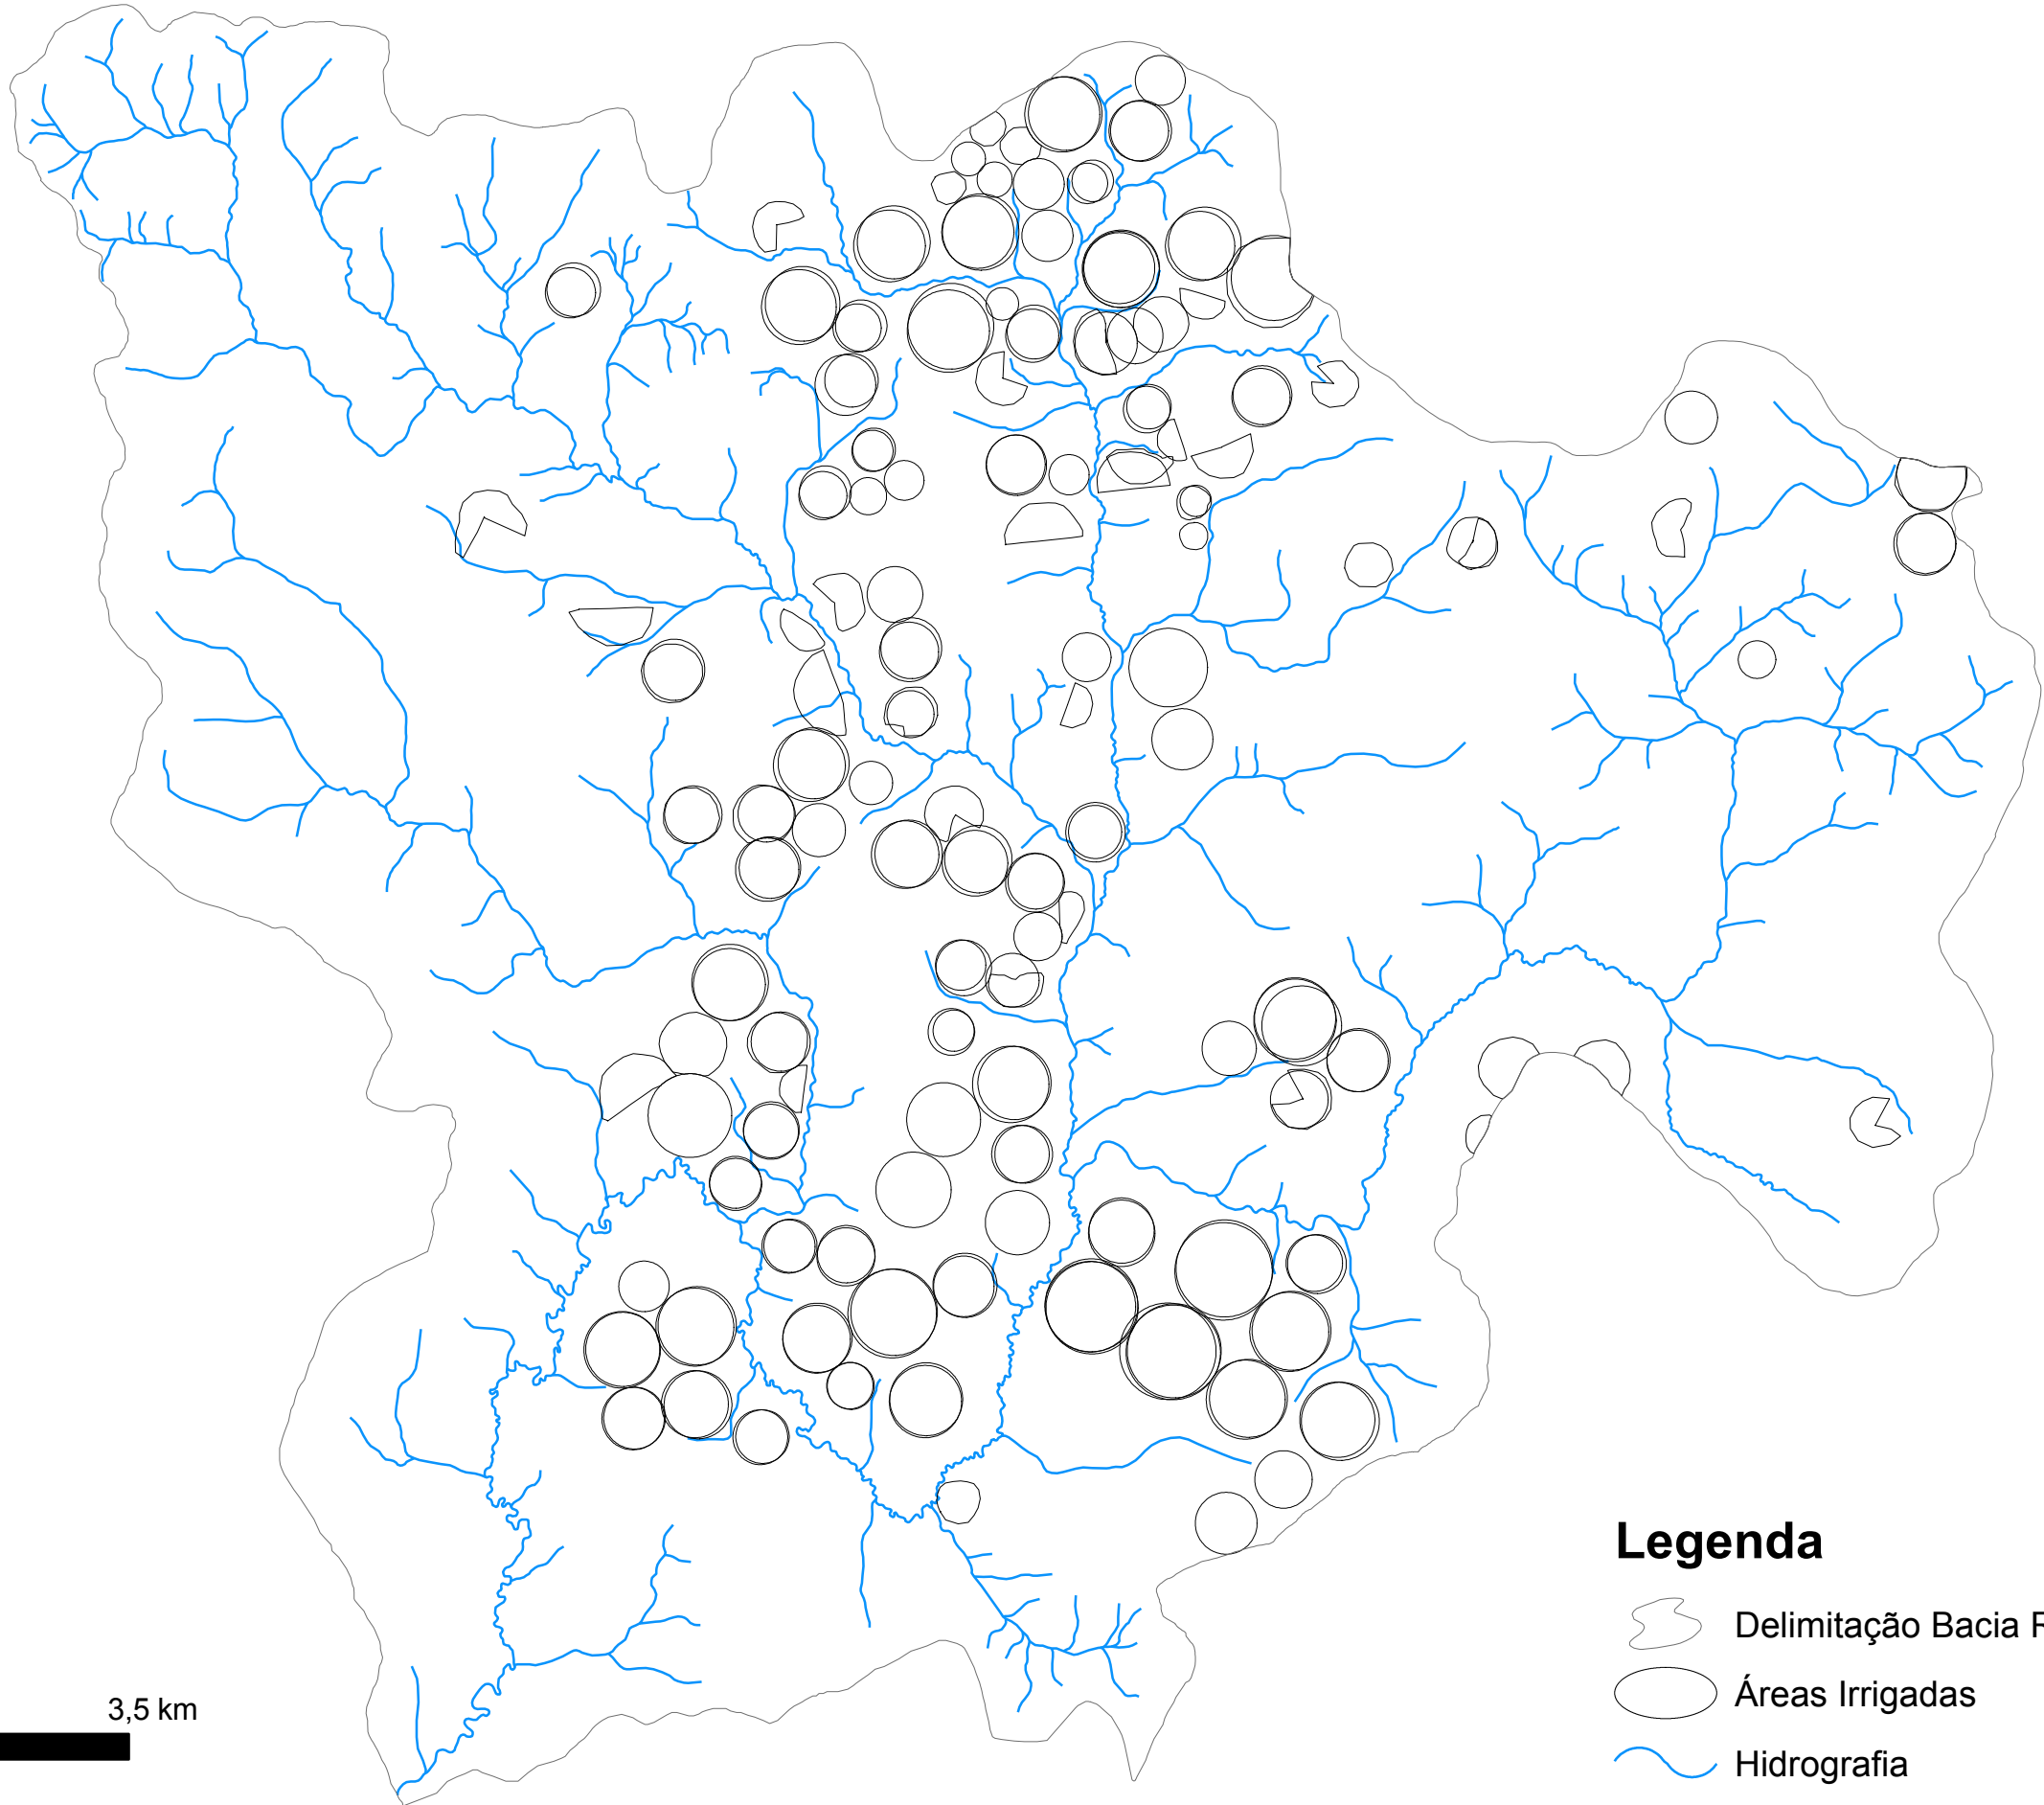 Legenda
Delimitação Bacia
3,5 km
Áreas Irrigadas
Hidrografia